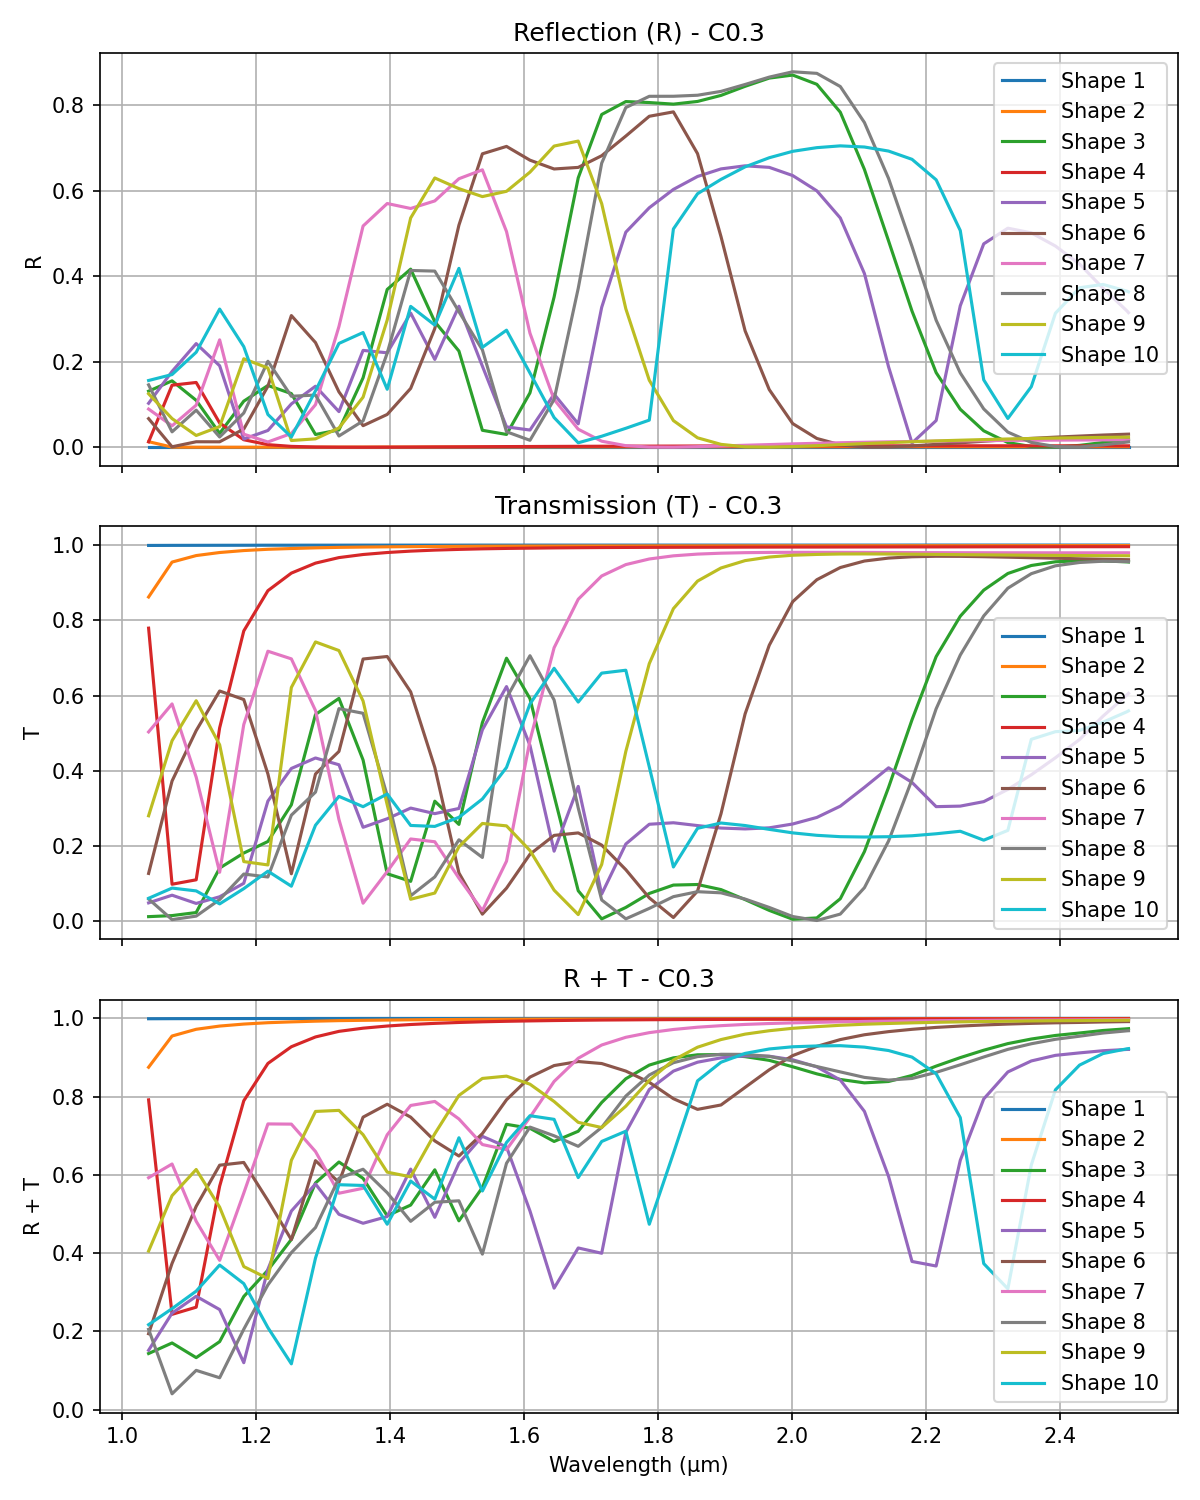 Reflection (R) - C0.3
R
0.8
0.6
0.4
0.2
0.0
Shape 1
Shape 2
Shape 3
Shape 4
Shape 5
Shape 6
Shape 7
Shape 8
Shape 9
Shape 10
Transmission (T) - C0.3
T
1.0
0.8
0.6
0.4
0.2
0.0
Shape 1
Shape 2
Shape 3
Shape 4
Shape 5
Shape 6
Shape 7
Shape 8
Shape 9
Shape 10
R + T - C0.3
R + T
1.0
0.8
0.6
0.4
0.2
0.0
Shape 1
Shape 2
Shape 3
Shape 4
Shape 5
Shape 6
Shape 7
Shape 8
Shape 9
Shape 10
1.0 1.2 1.4 1.6 1.8 2.0 2.2 2.4
Wavelength (μm)